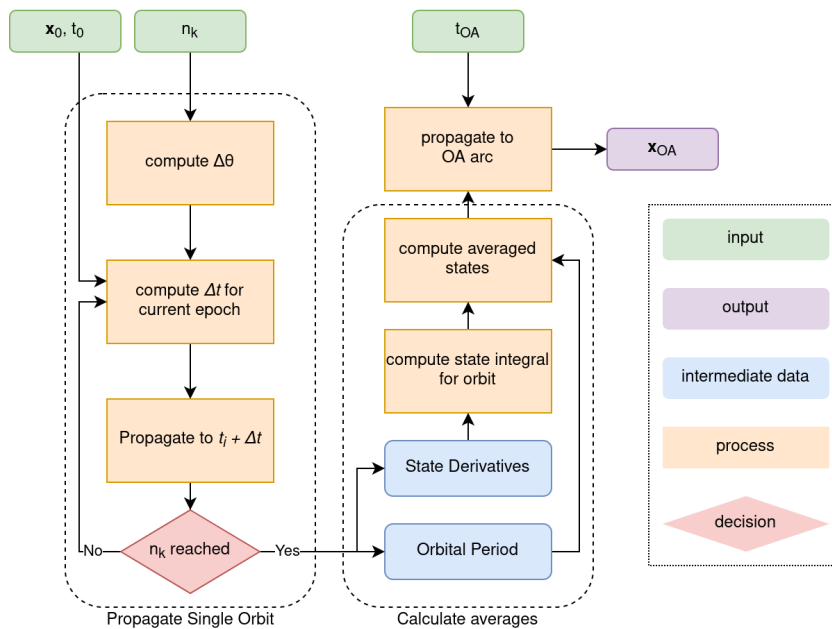 x0, t0
nk
tOA
compute Δθ
propagate to
OA arc
xOA
compute Δt for
current epoch
compute averaged
states
compute state integral
for orbit
Propagate to ti + Δt
State Derivatives
nk reached
No
Yes
Orbital Period
Propagate Single Orbit
Calculate averages
input
output
intermediate data
process
decision